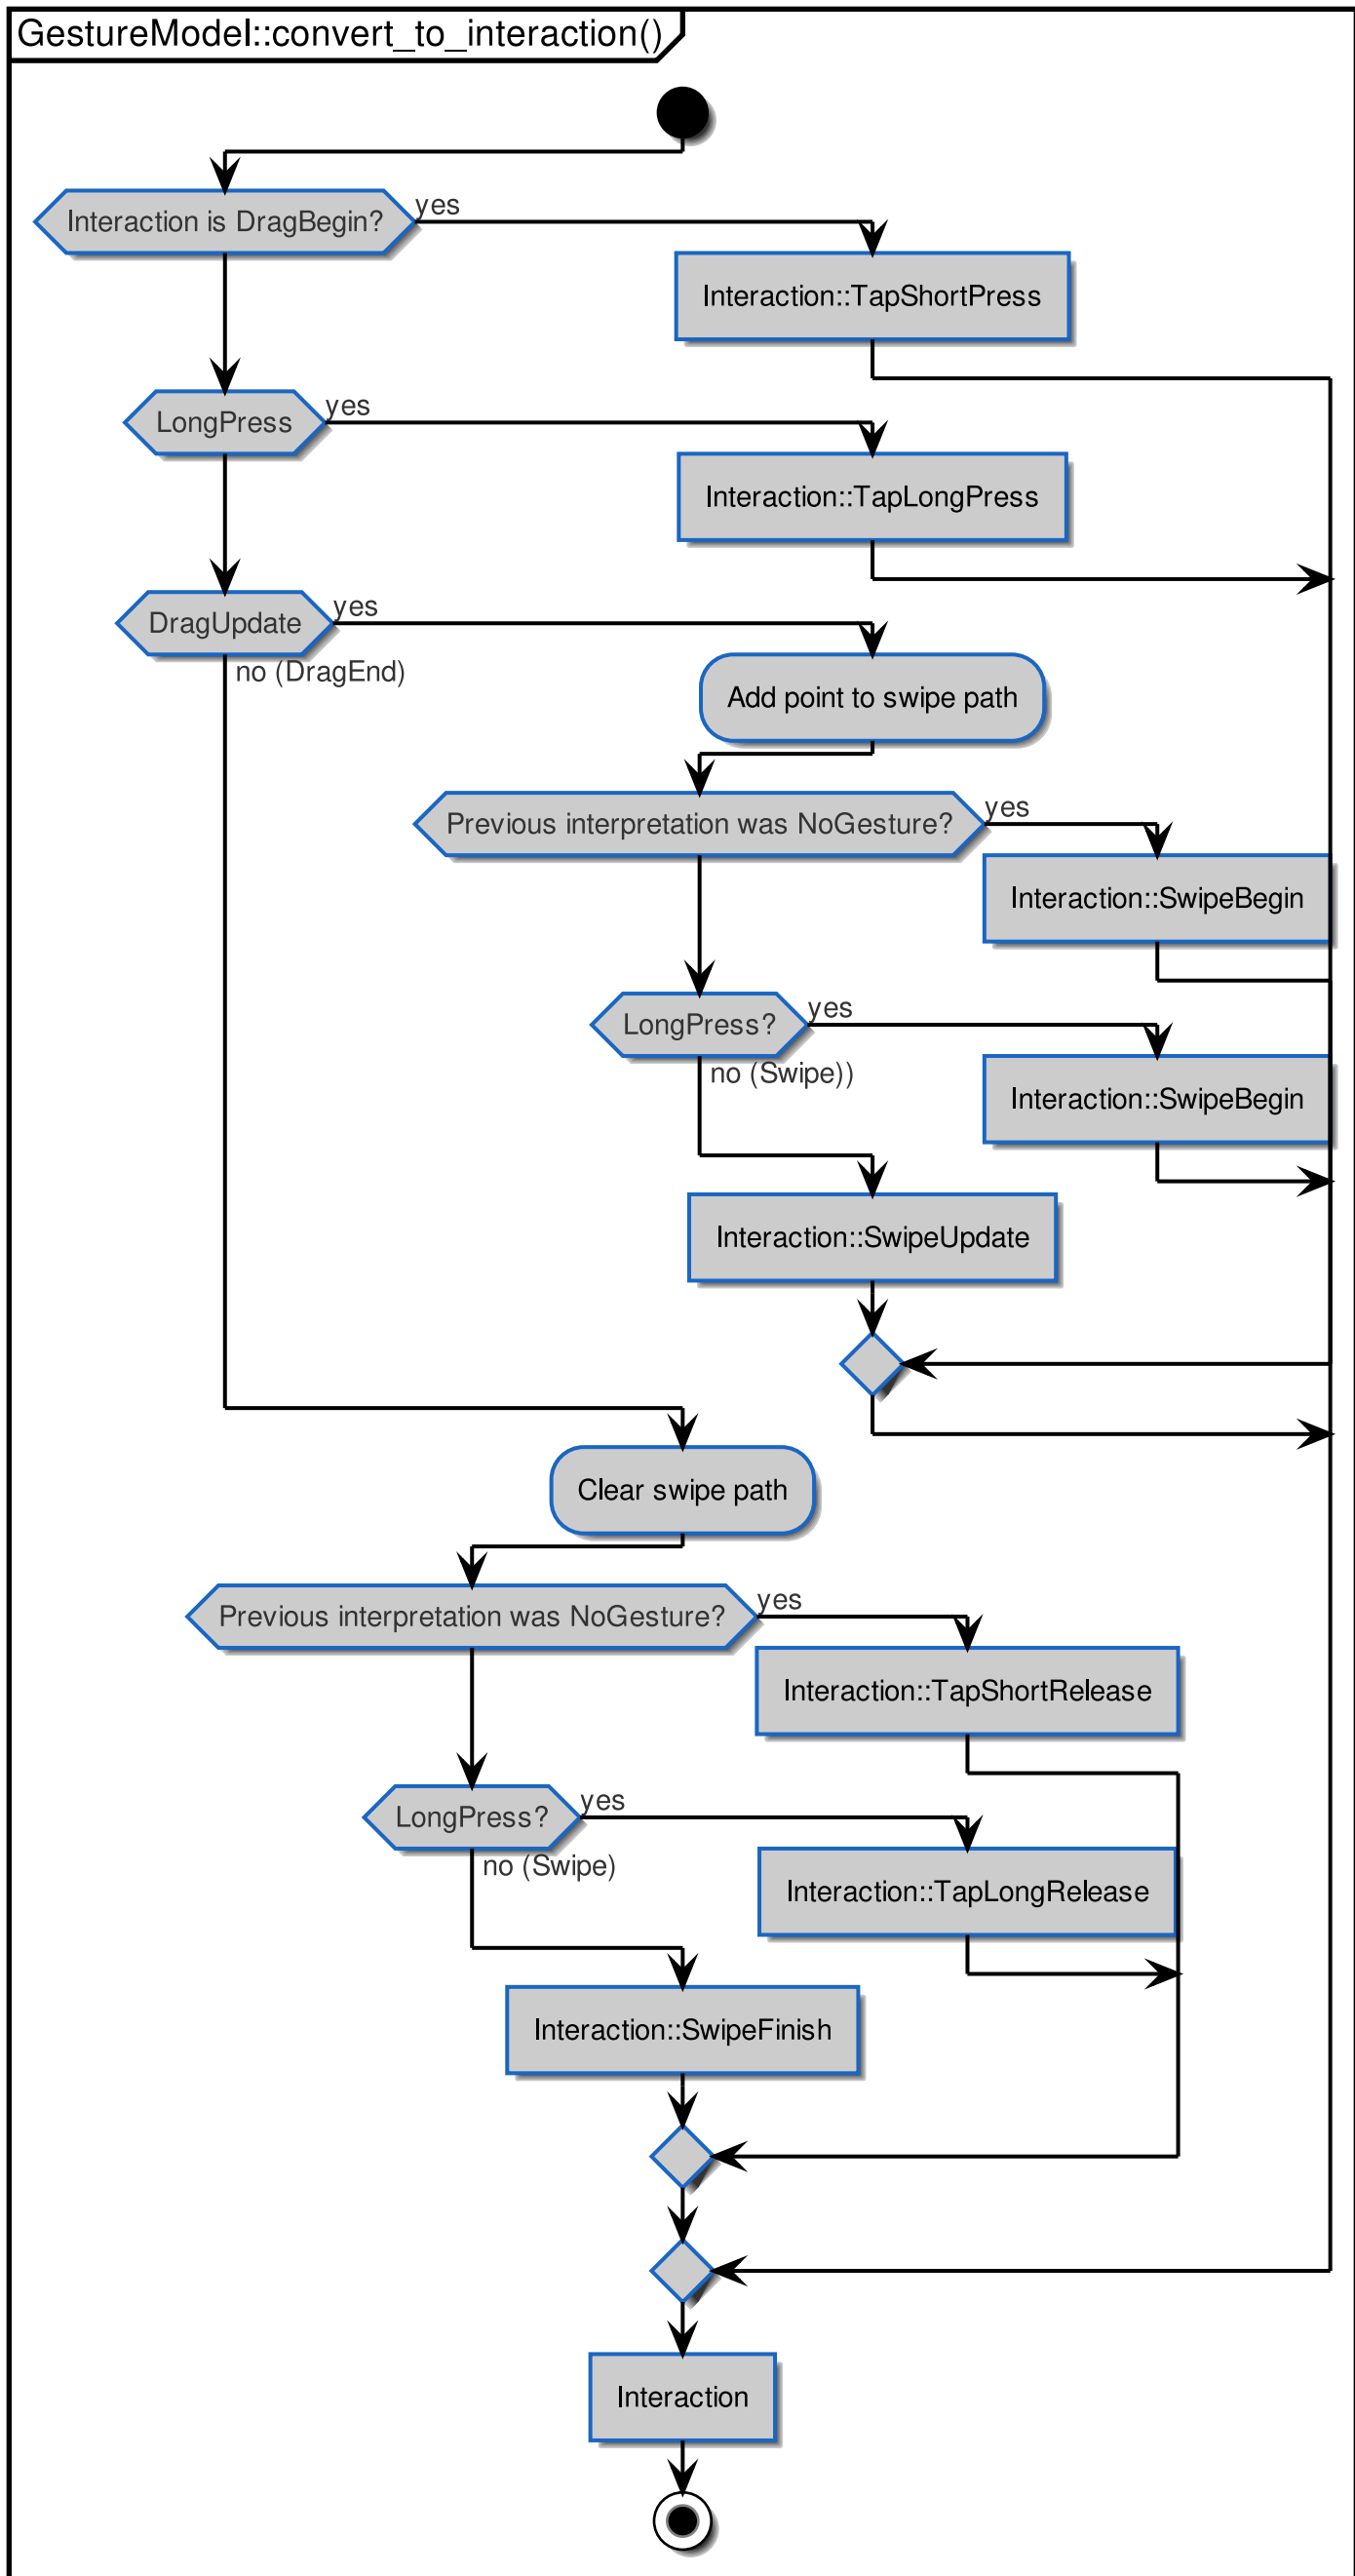 GestureModel::convert_to_interaction()
Interaction is DragBegin?
yes
Interaction::TapShortPress
LongPress
yes
Interaction::TapLongPress
DragUpdate
yes
no (DragEnd)
Add point to swipe path
Previous interpretation was NoGesture?
yes
Interaction::SwipeBegin
LongPress?
yes
no (Swipe))
Interaction::SwipeBegin
Interaction::SwipeUpdate
Clear swipe path
Previous interpretation was NoGesture?
yes
Interaction::TapShortRelease
LongPress?
yes
no (Swipe)
Interaction::TapLongRelease
Interaction::SwipeFinish
Interaction